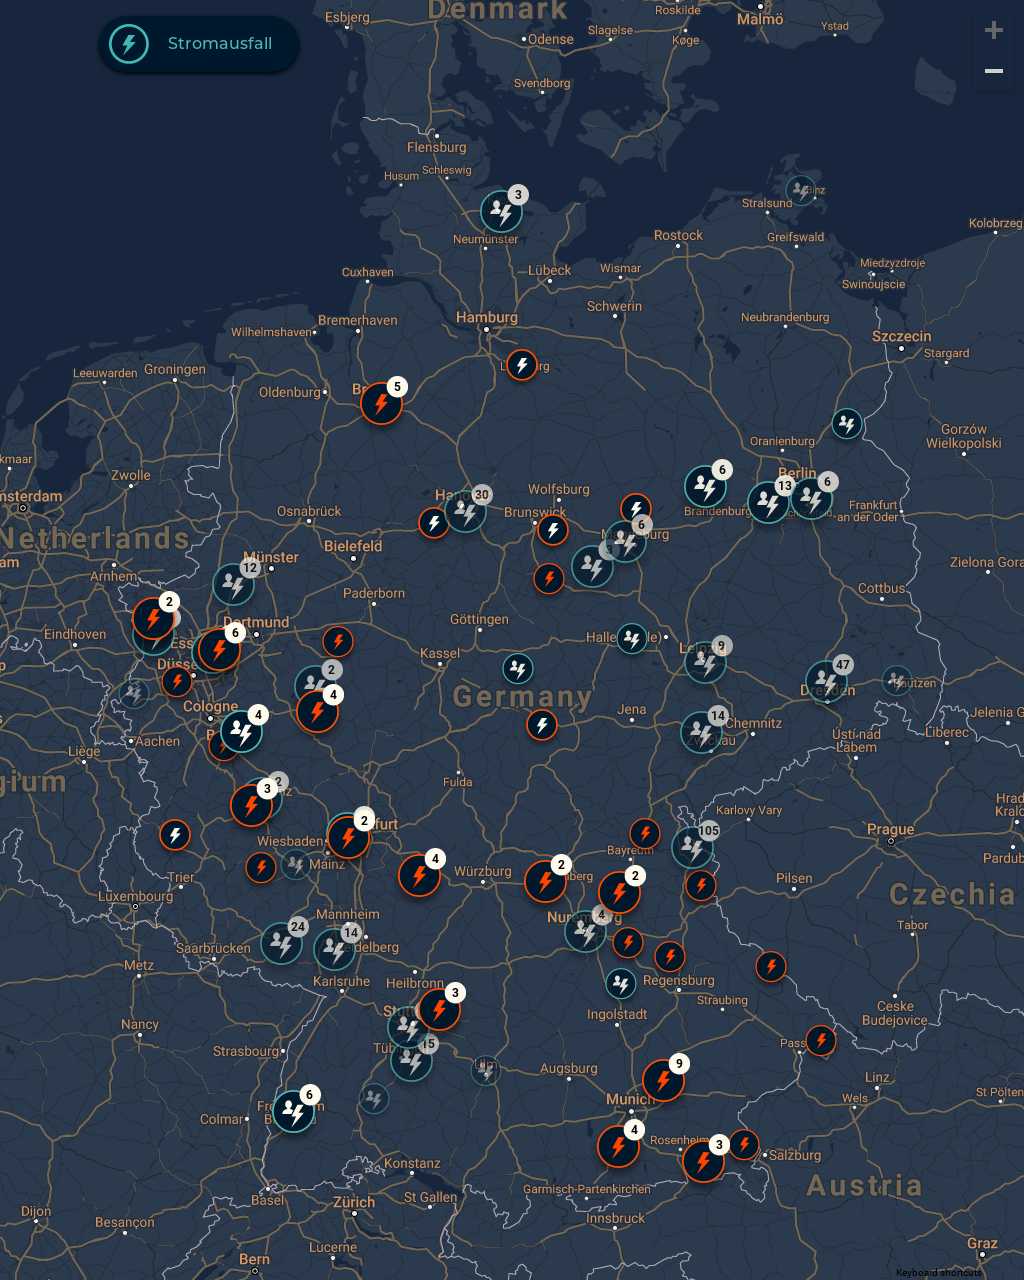 Denmark
Esbjerg
Roskilde
Malmö
Ystad
Slagelse
Odense
Køge
Stromausfall
Svendborg
Flensburg
Schleswig
Husum
Binz
3
Stralsund
Kolobrzeg
Neumünster
Rostock
Greifswald
Cuxhaven
Lübeck
Wismar
Miedzyzdroje
Swinoujscie
Schwerin
Hamburg
Bremerhaven
Neubrandenburg
Wilhelmshaven
Szczecin
Stargard
Groningen
Leeuwarden
5
Oldenburg
Gorzów
Wielkopolski
Oranienburg
kmaar
Zwolle
6
Berlin
13
6
Wolfsburg
30
msterdam
Osnabrück
Brunswick
Brandenburg
Frankfurt
an der Oder
6
Netherlands
Bielefeld
am
Münster
12
Zielona Gora
Arnhem
Cottbus
Paderborn
2
Göttingen
Dortmund
6
Eindhoven
Kassel
9
Leipzig
47
2
Germany
Dresden
Bautzen
4
Cologne
4
Jena
14
Chemnitz
Jelenia G
Zwickau
Ústí nad
Labem
Liberec
Aachen
Liège
gium
Fulda
3
2
Hrad
Kralo
Karlovy Vary
2
Wiesbaden
105
Prague
Bayreuth
Pardub
4
Mainz
Würzburg
2
2
Trier
Pilsen
Luxembourg
Czechia
Mannheim
4
Nuremberg
24
14
Tabor
Saarbrücken
Heidelberg
Metz
Karlsruhe
Heilbronn
Regensburg
3
Straubing
Ceske
Budejovice
Ingolstadt
Nancy
Strasbourg
15
Augsburg
9
Ulm
Linz
6
Wels
St Pölten
Munich
Colmar
4
3
Rosenheim
Salzburg
Konstanz
Austria
Garmisch-Partenkirchen
Basel
Zürich
St Gallen
Dijon
Besançon
Innsbruck
Lucerne
Graz
Bern
Keyboard shortcuts